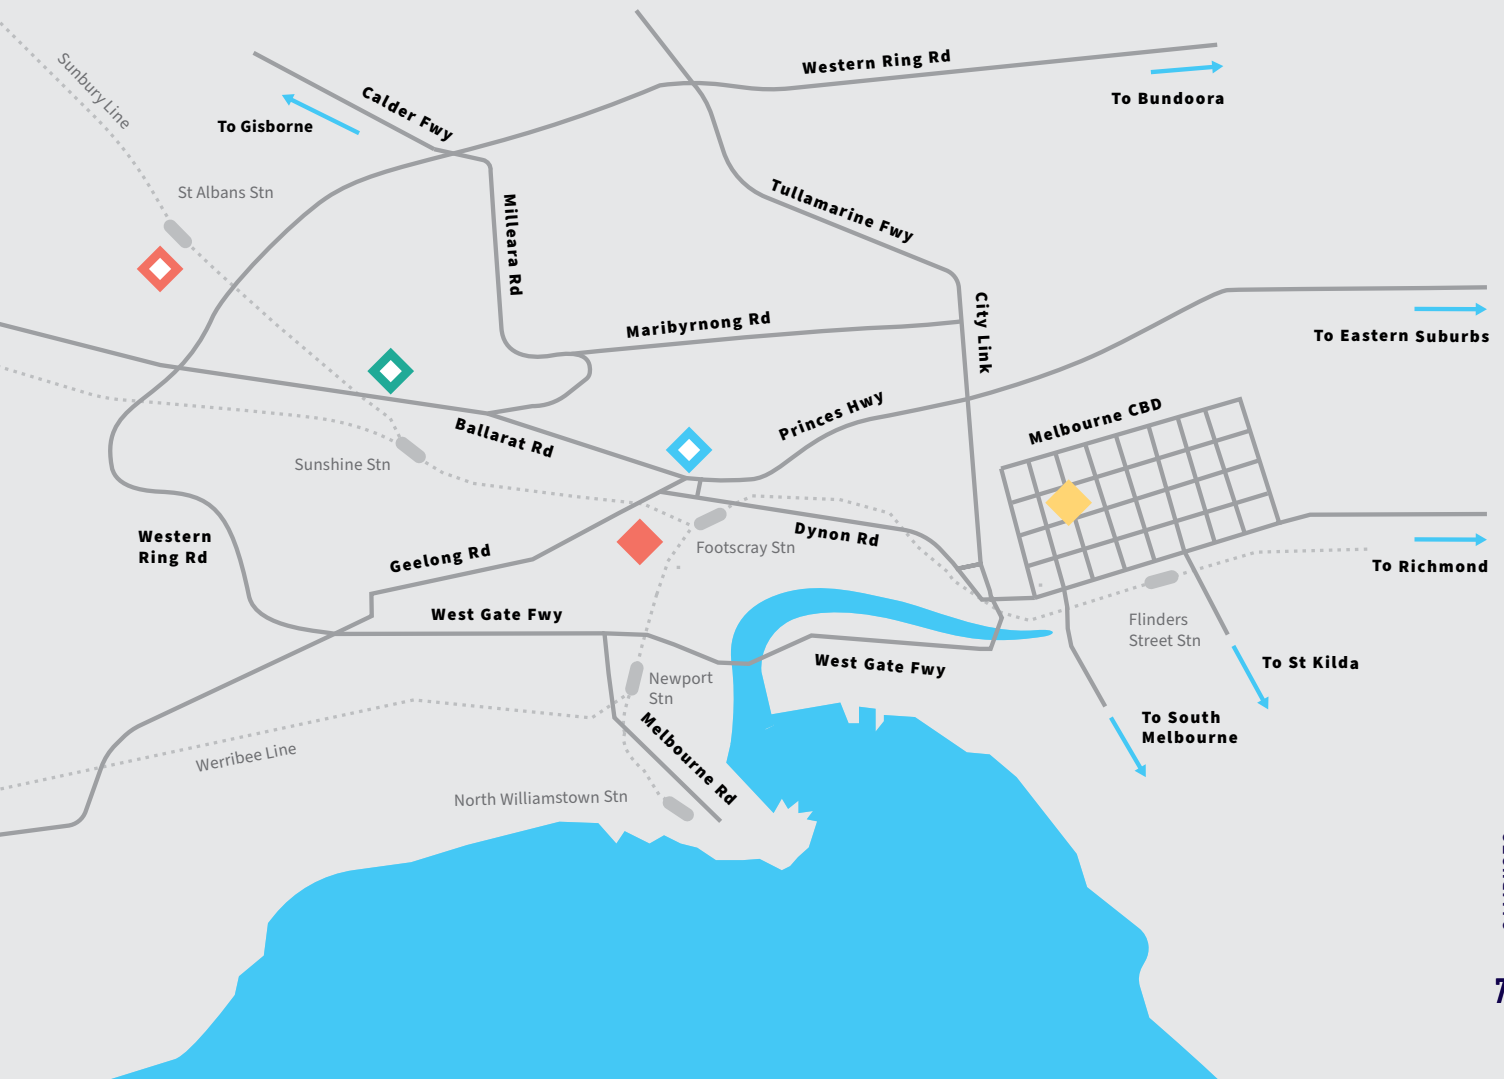 Western Ring Rd
To Bundoora
Sunbury Line
Calder Fwy
To Gisborne
St Albans Stn
Milleara Rd
Tullamarine Fwy
Maribyrnong Rd
City Link
To Eastern Suburbs
Princes Hwy
Melbourne CBD
Ballarat Rd
Sunshine Stn
Western
Ring Rd
Geelong Rd
Footscray Stn
Dynon Rd
To Richmond
West Gate Fwy
Flinders
Street Stn
West Gate Fwy
To St Kilda
Newport
Stn
To South
Melbourne
Melbourne Rd
Werribee Line
North Williamstown Stn
7